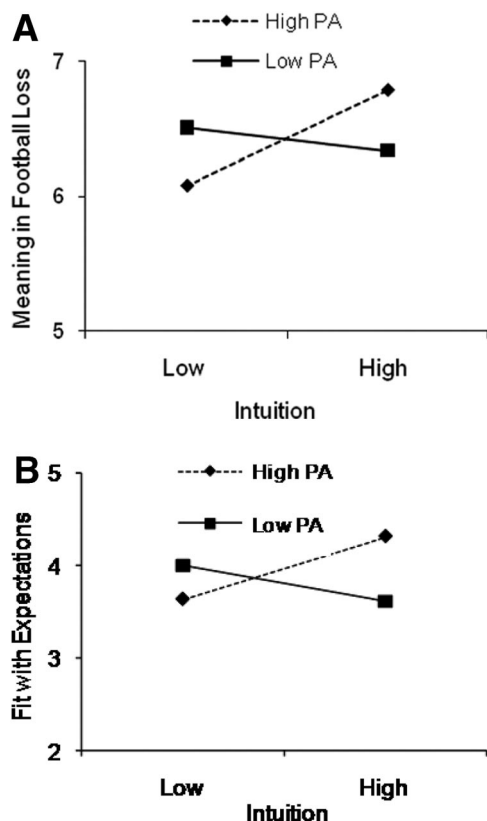 A
High PA
Low PA
7
6
5
Meaning in Football Loss
Low High
Intuition
B
High PA
Low PA
5
4
3
2
Fit with Expectations
Low High
Intuition